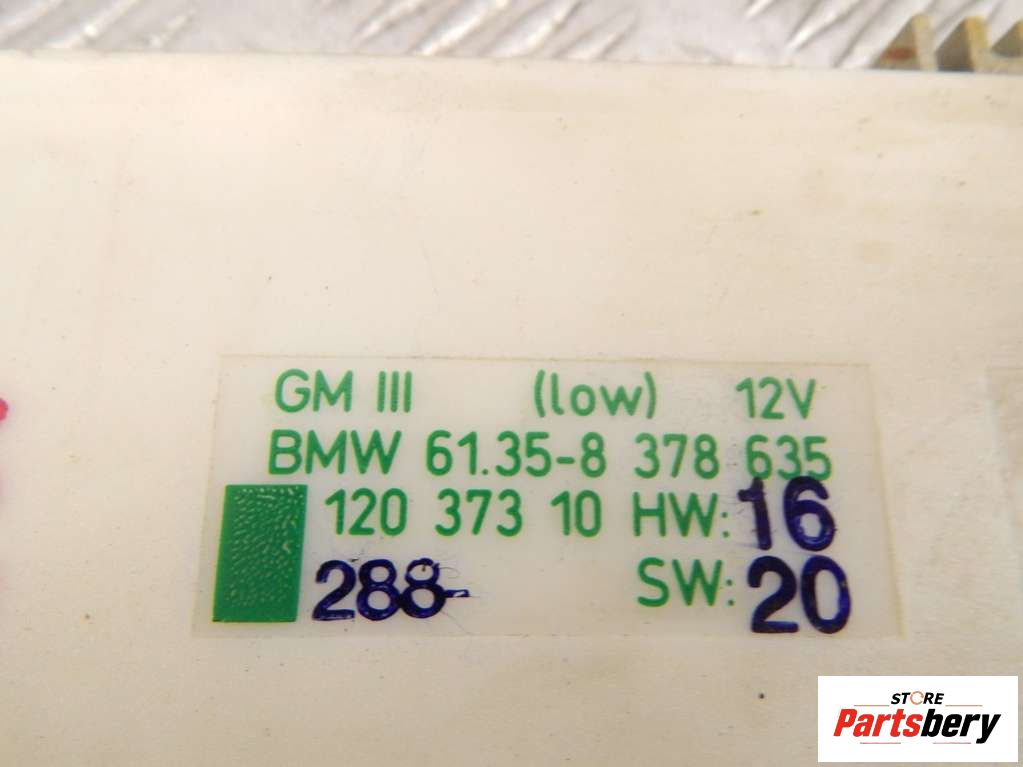 GM III (low) 12V
BMW 61.35-8 378 635
120 373 10 HW: 16
288- SW: 20
STORE
Partsbery